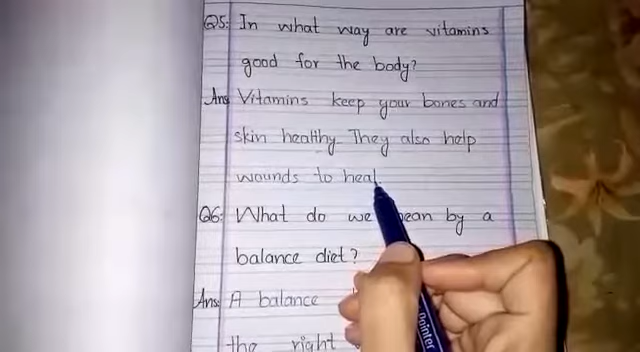 Q5: In what way are vitamins
good for the body?
Ans Vitamins keep your bones and
skin healthy. They also help
wounds to heal.
Q6: What do we mean by a
balance diet?
Ans: A balance
the right
Pointer